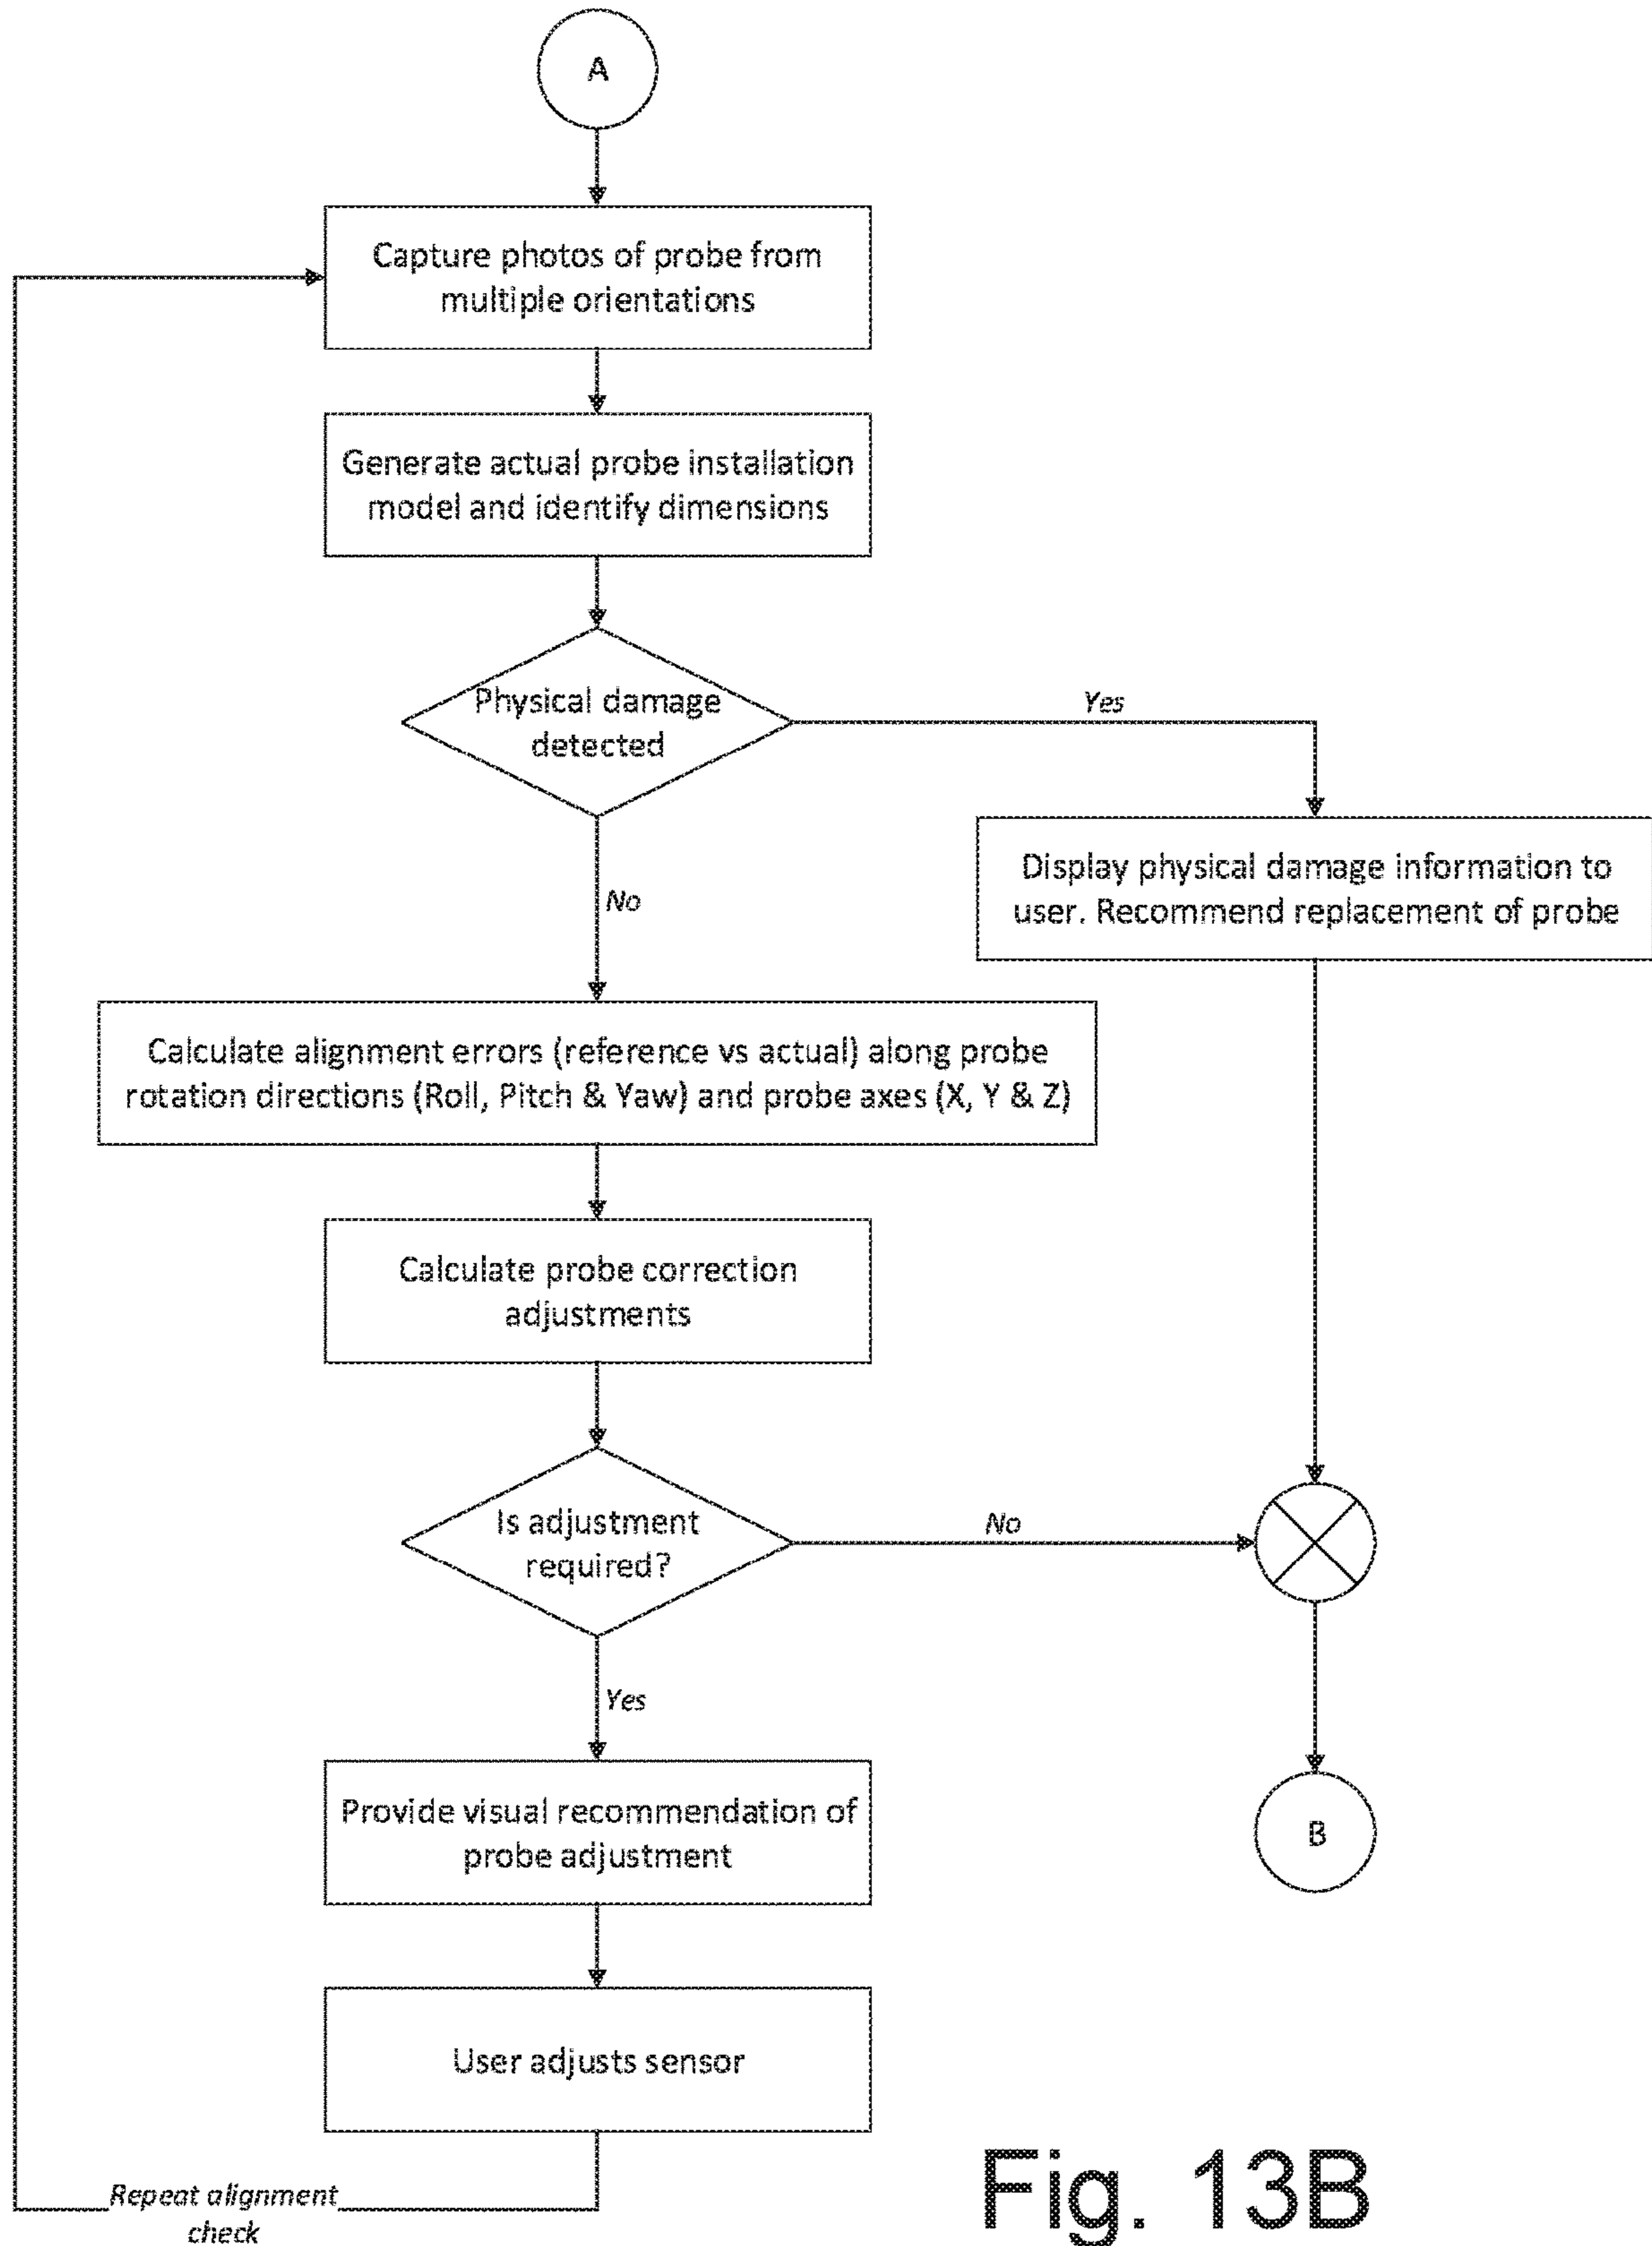 A
Capture photos of probe from
multiple orientations
Generate actual probe installation
model and identify dimensions
Physical damage
detected
Yes
No
Display physical damage information to
user. Recommend replacement of probe
Calculate alignment errors (reference vs actual) along probe
rotation directions (Roll, Pitch & Yaw) and probe axes (X, Y & Z)
Calculate probe correction
adjustments
Is adjustment
required?
No
Yes
Provide visual recommendation of
probe adjustment
B
User adjusts sensor
Repeat alignment
check
Fig. 13B